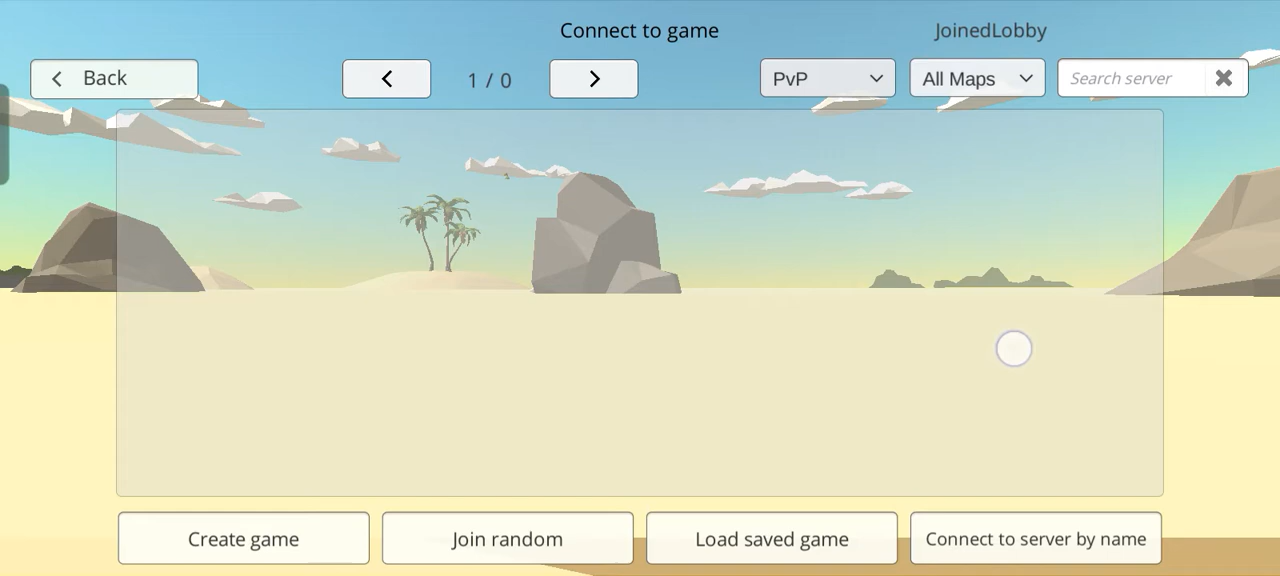 Connect to game
JoinedLobby
Back
1 / 0
PvP
All Maps
Search server
Create game
Join random
Load saved game
Connect to server by name